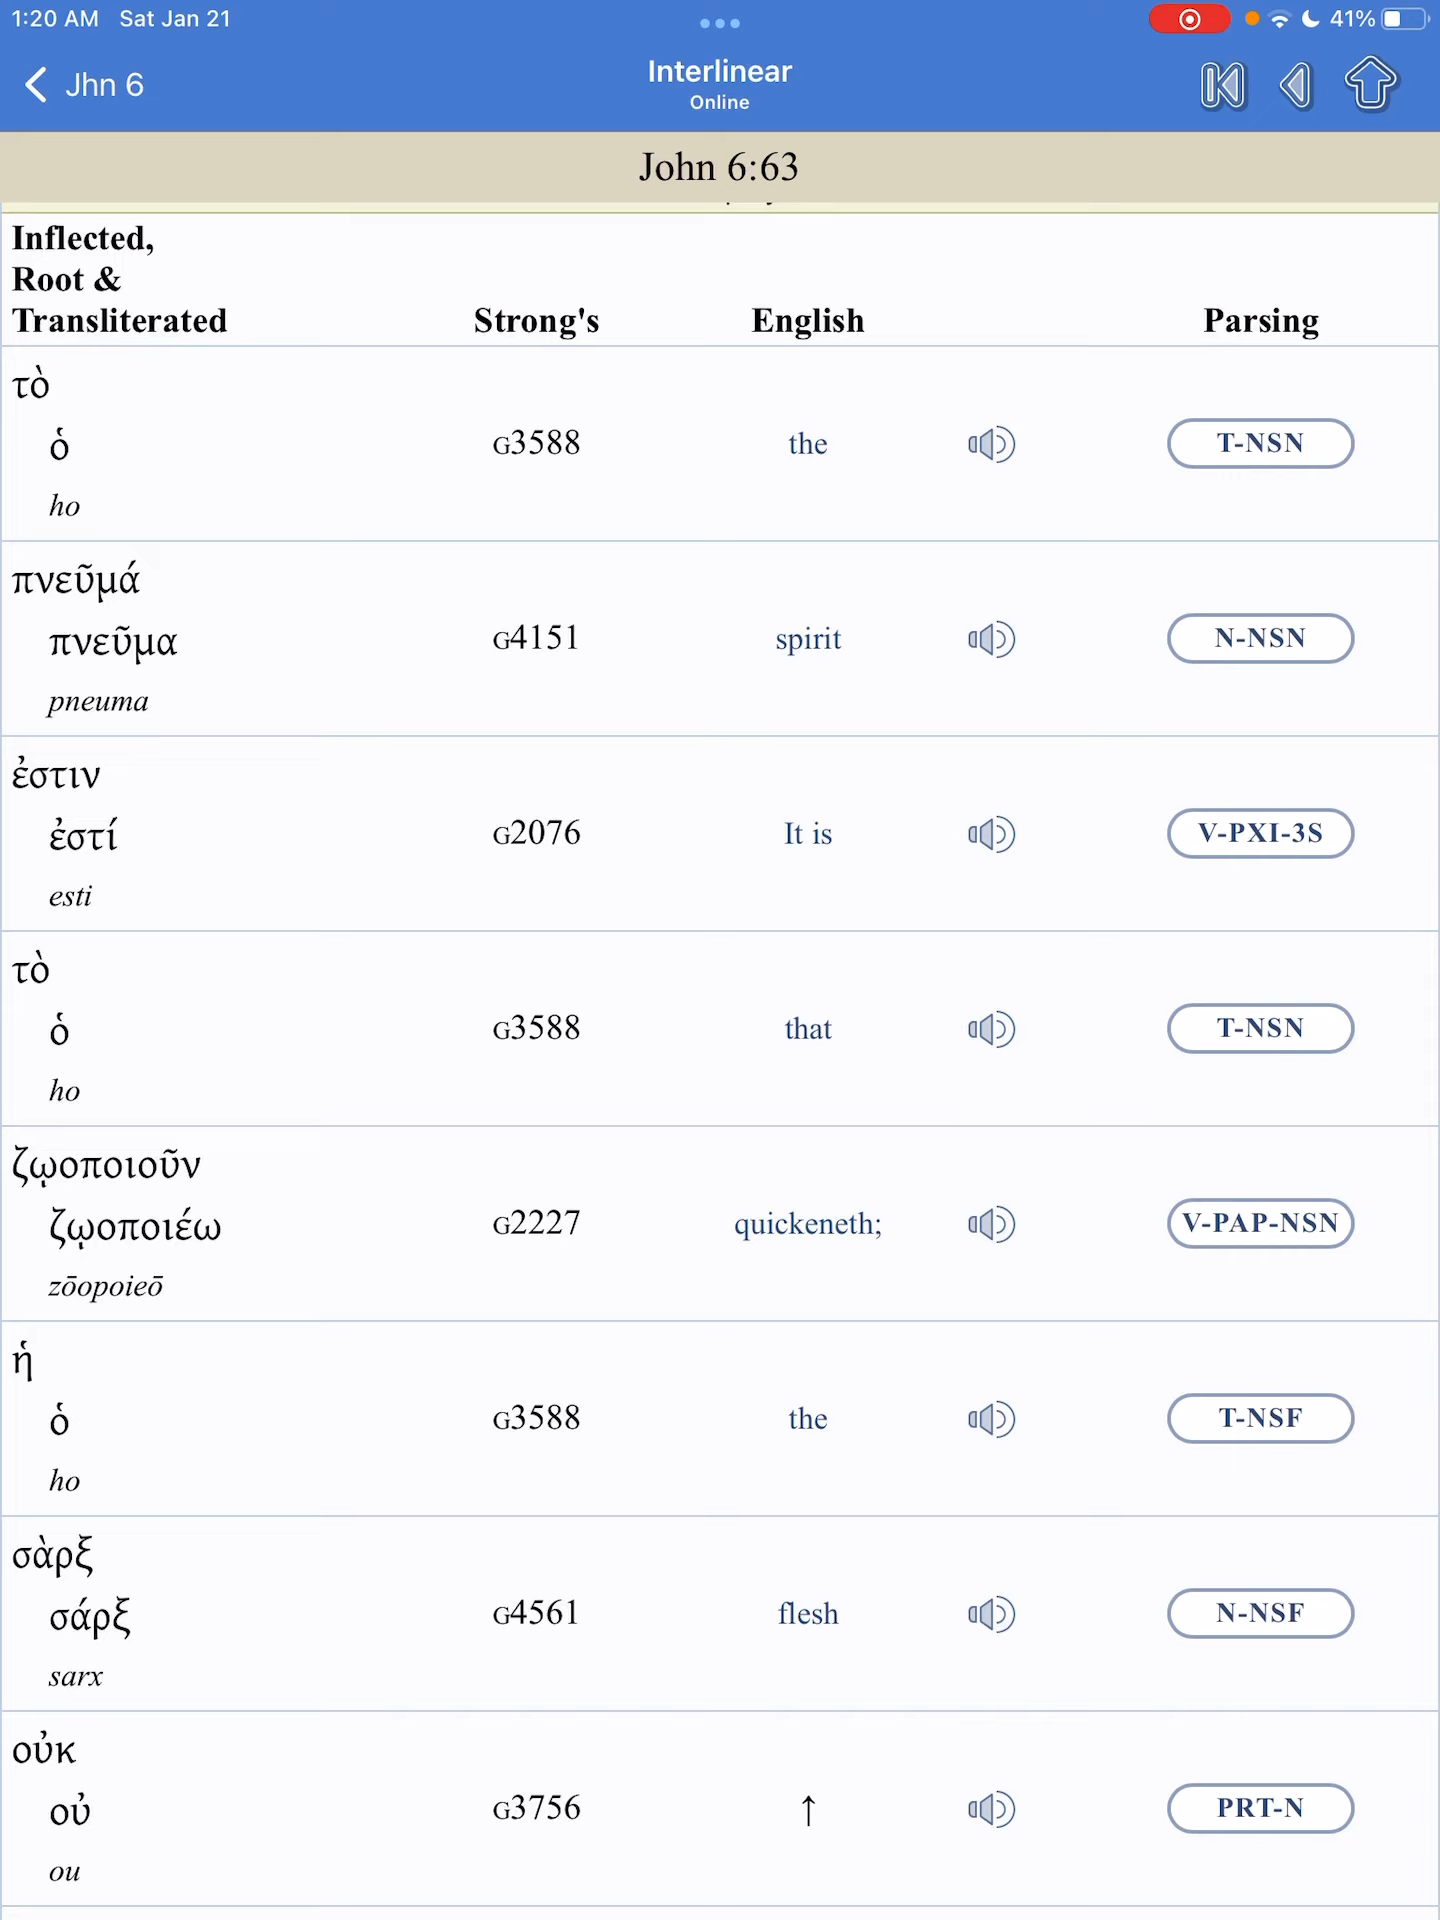 1:20 AM Sat Jan 21
41%
Jhn 6
Interlinear
Online
John 6:63
Inflected,
Root &
Transliterated
Strong's
English
Parsing
τὸ
ὁ
ho
G3588
the
T-NSN
πνεῦμά
πνεῦμα
pneuma
G4151
spirit
N-NSN
ἐστιν
ἐστί
esti
G2076
It is
V-PXI-3S
τὸ
ὁ
ho
G3588
that
T-NSN
ζῳοποιοῦν
ζῳοποιέω
zōopoieō
G2227
quickeneth;
V-PAP-NSN
ἡ
ὁ
ho
G3588
the
T-NSF
σὰρξ
σάρξ
sarx
G4561
flesh
N-NSF
οὐκ
οὐ
ou
G3756
↑
PRT-N